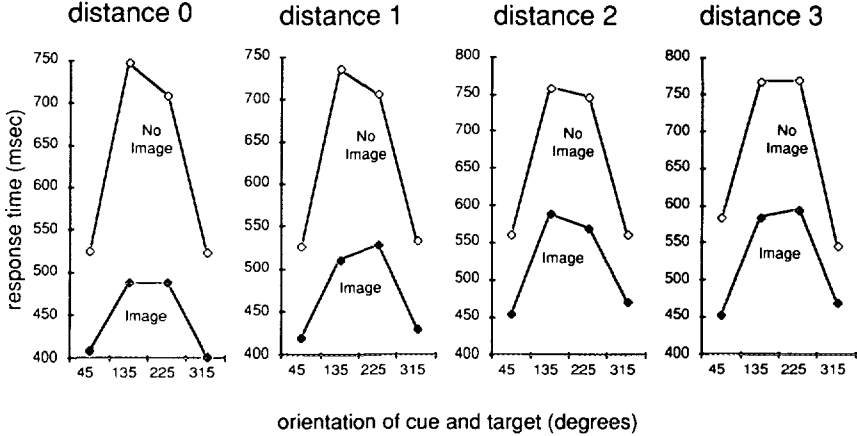 distance 0
distance 1
distance 2
distance 3
response time (msec)
750
700
650
600
550
500
450
400
No
Image
Image
45 135 225 315
750
700
650
600
550
500
450
400
No
Image
Image
45 135 225 315
800
750
700
650
600
550
500
450
400
No
Image
Image
45 135 225 315
800
750
700
650
600
550
500
450
400
No
Image
Image
45 135 225 315
orientation of cue and target (degrees)